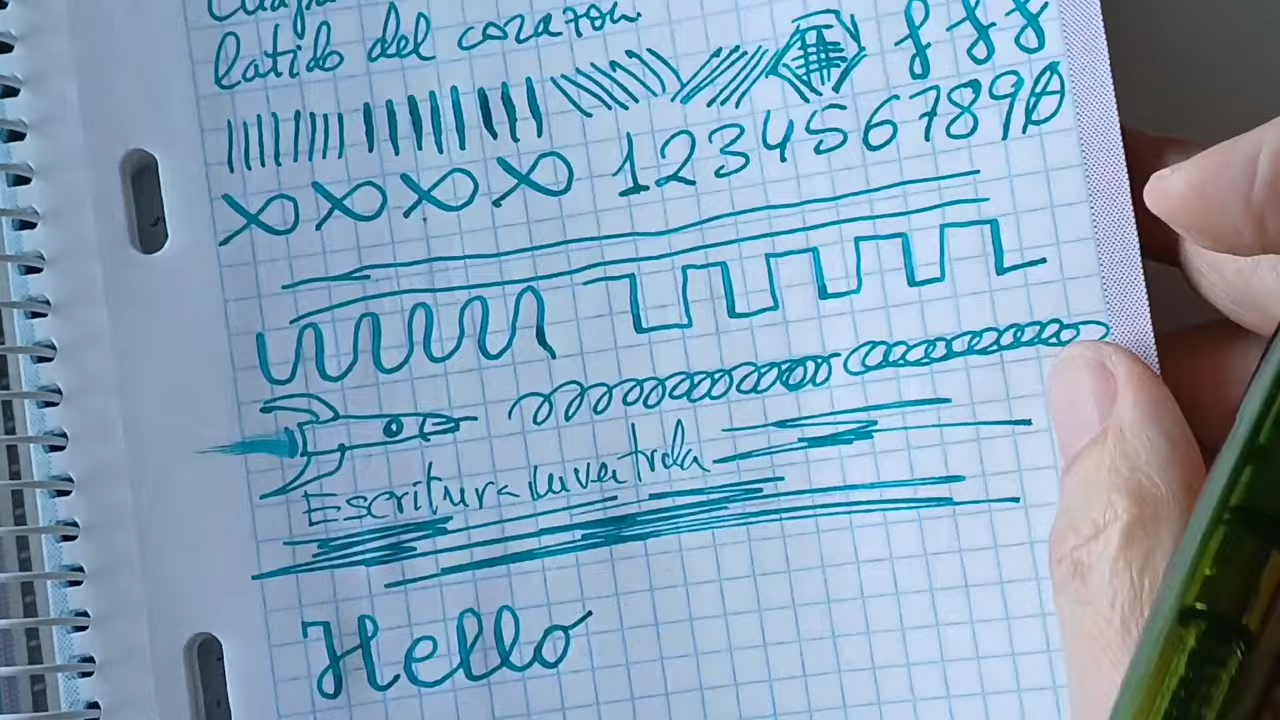 latido del corazon
f f f
1234567890
Escritura invertida
Hello